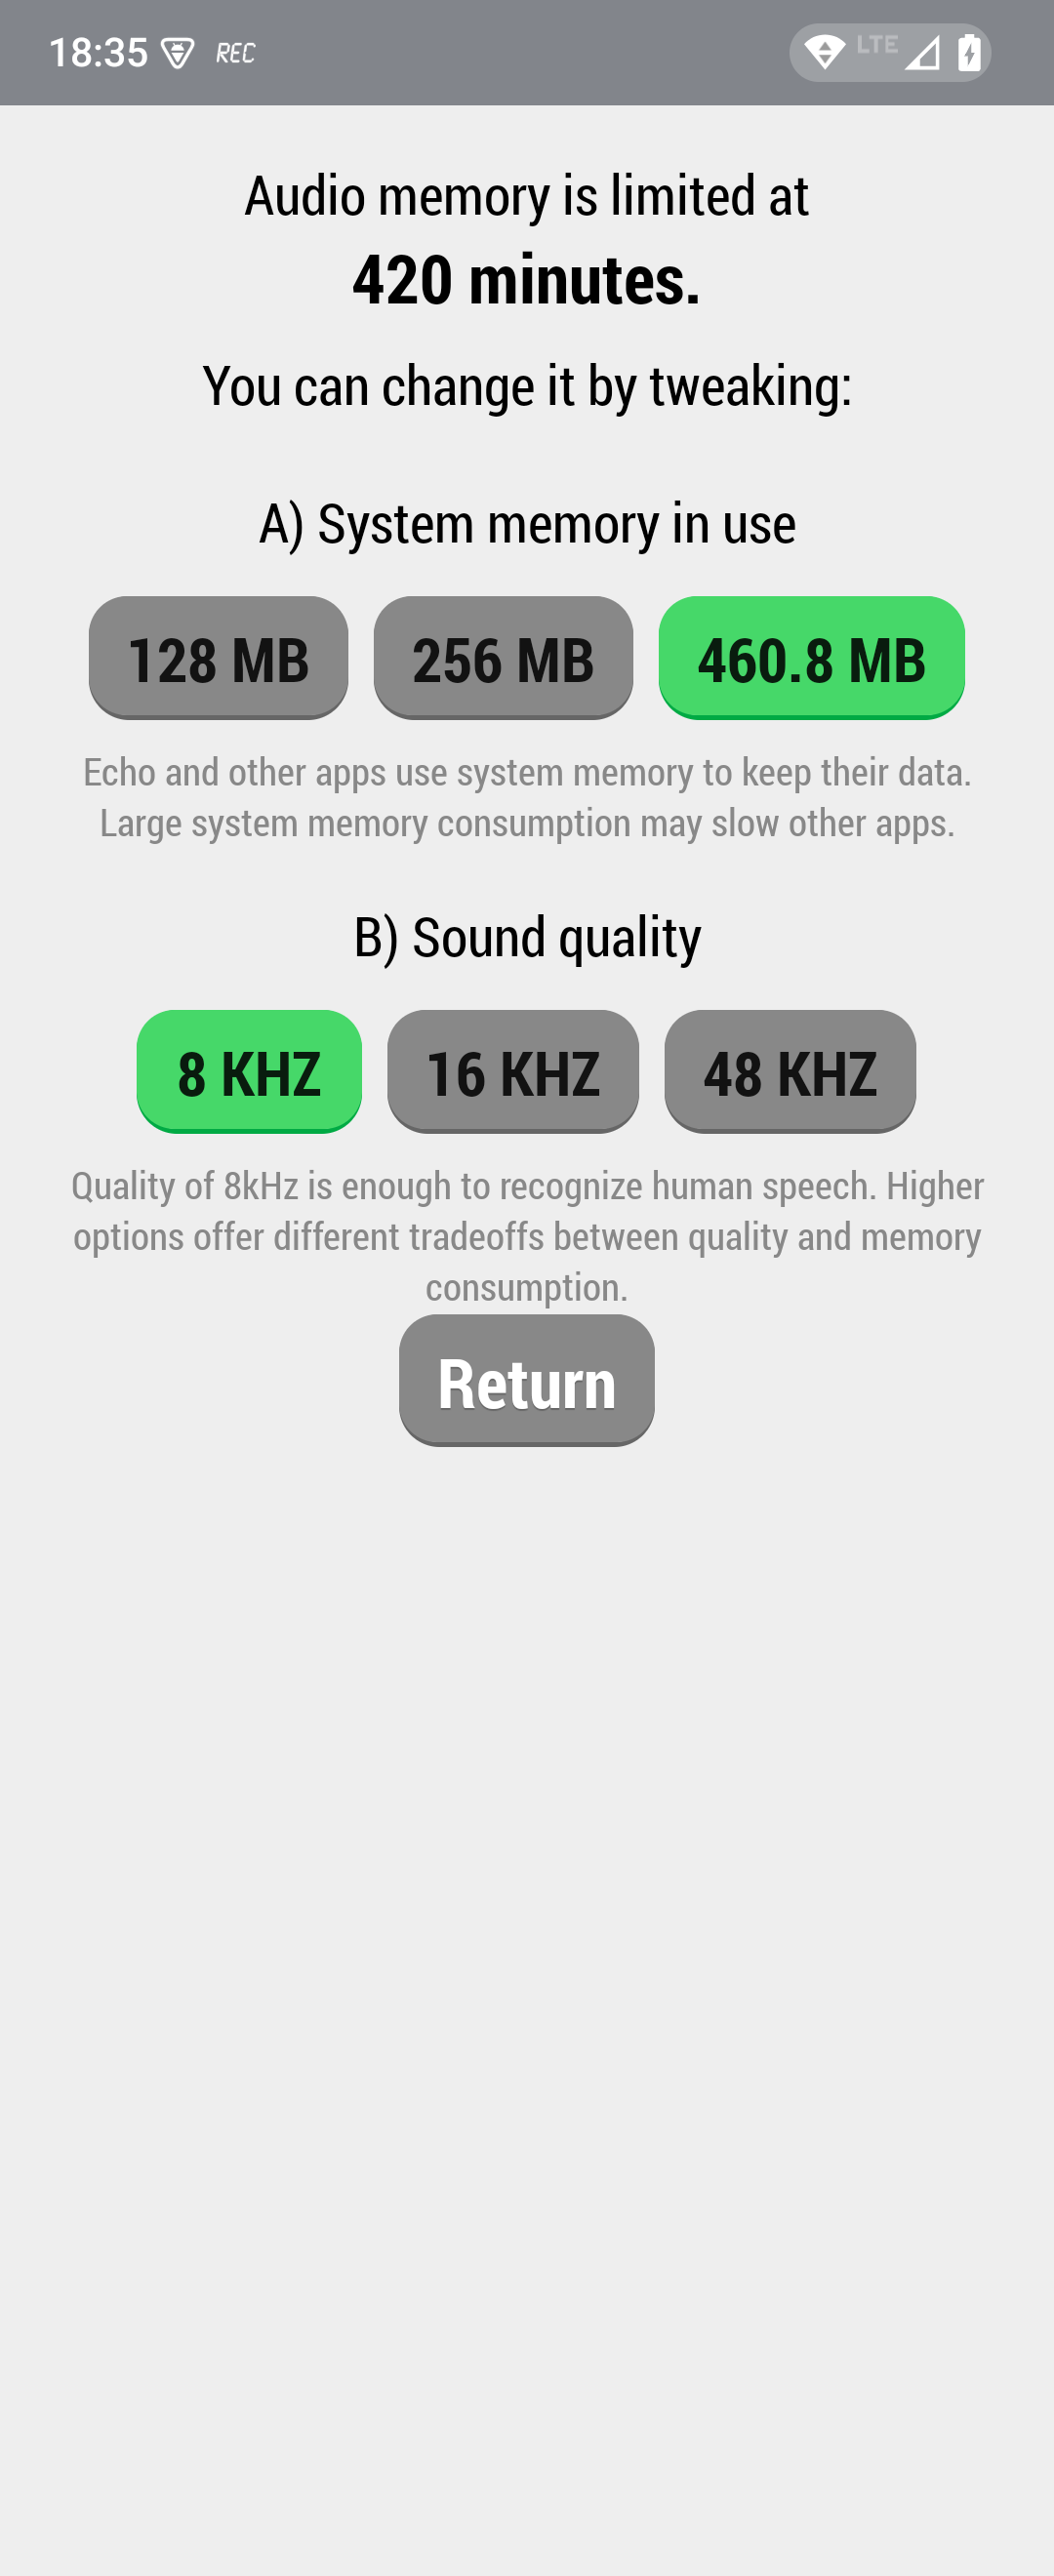 18:35 REC LTE
Audio memory is limited at
420 minutes.
You can change it by tweaking:
A) System memory in use
128 MB 256 MB 460.8 MB
Echo and other apps use system memory to keep their data.
Large system memory consumption may slow other apps.
B) Sound quality
8 KHZ 16 KHZ 48 KHZ
Quality of 8kHz is enough to recognize human speech. Higher
options offer different tradeoffs between quality and memory
consumption.
Return